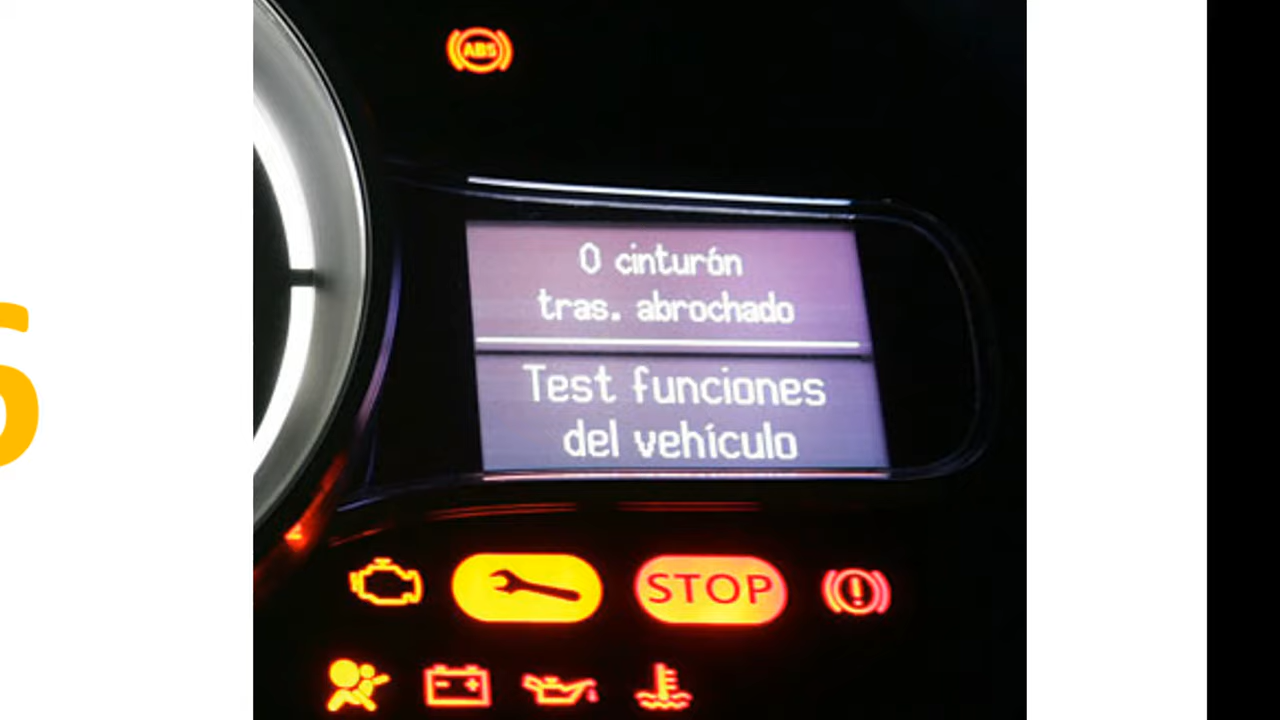 ABS
0 cinturón
tras. abrochado
Test funciones
del vehículo
STOP